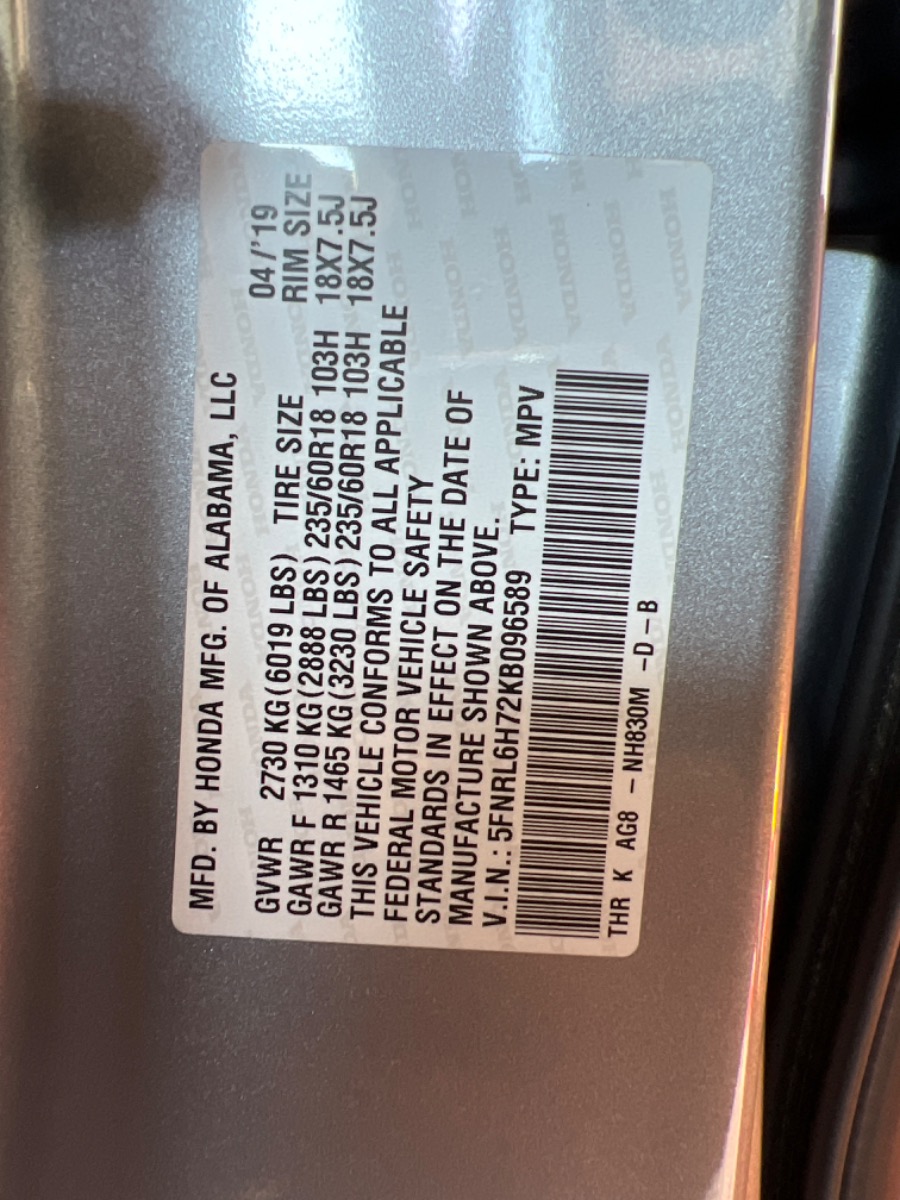 MFD. BY HONDA MFG. OF ALABAMA, LLC
04/'19
GVWR 2730 KG(6019 LBS) TIRE SIZE RIM SIZE
GAWR F 1310 KG(2888 LBS)235/60R18 103H 18X7.5J
GAWR R 1465 KG(3230 LBS)235/60R18 103H 18X7.5J
THIS VEHICLE CONFORMS TO ALL APPLICABLE
FEDERAL MOTOR VEHICLE SAFETY
STANDARDS IN EFFECT ON THE DATE OF
MANUFACTURE SHOWN ABOVE.
V.I.N.: 5FNRL6H72KB096589 TYPE: MPV
THR K AG8 – NH830M –D–B